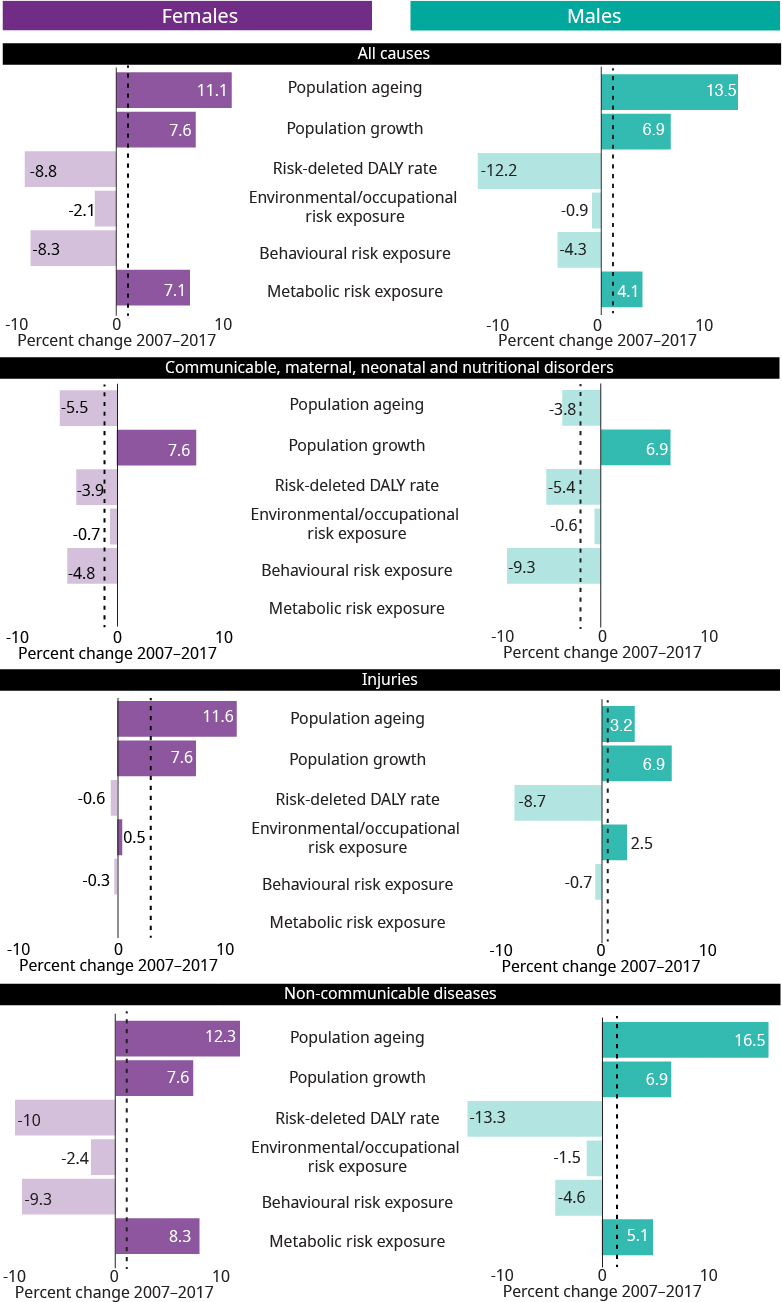 Females
Males
All causes
11.1
Population ageing
13.5
7.6
Population growth
6.9
-8.8
Risk-deleted DALY rate
-12.2
-2.1
Environmental/occupational
risk exposure
-0.9
-8.3
Behavioural risk exposure
-4.3
7.1
Metabolic risk exposure
4.1
-10 0 10
Percent change 2007–2017
-10 0 10
Percent change 2007–2017
Communicable, maternal, neonatal and nutritional disorders
-5.5
Population ageing
-3.8
7.6
Population growth
6.9
-3.9
Risk-deleted DALY rate
-5.4
-0.7
Environmental/occupational
risk exposure
-0.6
-4.8
Behavioural risk exposure
-9.3
Metabolic risk exposure
-10 0 10
Percent change 2007–2017
-10 0 10
Percent change 2007–2017
Injuries
11.6
Population ageing
3.2
7.6
Population growth
6.9
-0.6
Risk-deleted DALY rate
-8.7
0.5
Environmental/occupational
risk exposure
2.5
-0.3
Behavioural risk exposure
-0.7
Metabolic risk exposure
-10 0 10
Percent change 2007–2017
-10 0 10
Percent change 2007–2017
Non-communicable diseases
12.3
Population ageing
16.5
7.6
Population growth
6.9
-10
Risk-deleted DALY rate
-13.3
-2.4
Environmental/occupational
risk exposure
-1.5
-9.3
Behavioural risk exposure
-4.6
8.3
Metabolic risk exposure
5.1
-10 0 10
Percent change 2007–2017
-10 0 10
Percent change 2007–2017